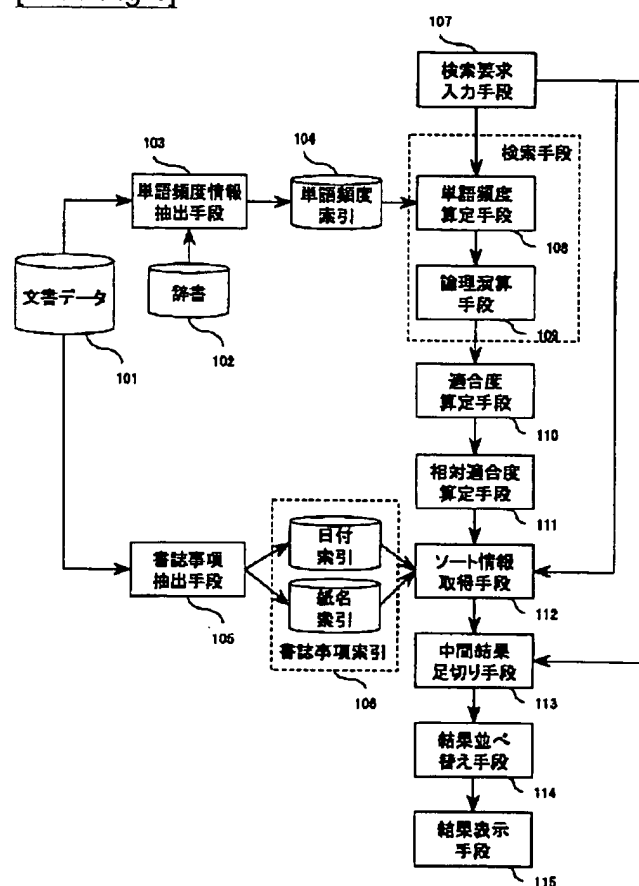 107
検索要求
入力手段
検索手段
103
104
単語頻度情報
抽出手段
単語頻度
索引
単語頻度
算定手段
108
文書データ
101
辞書
102
論理演算
手段
109
適合度
算定手段
110
相対適合度
算定手段
111
書誌事項
抽出手段
105
日付
索引
紙名
索引
書誌事項索引
106
ソート情報
取得手段
112
中間結果
足切り手段
113
結果並べ
替え手段
114
結果表示
手段
115